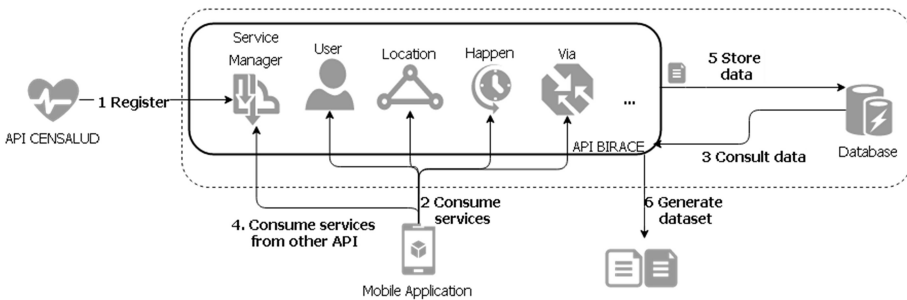 Service
Manager
User
Location
Happen
Via
...
5 Store
data
1 Register
API CENSALUD
API BIRACE
3 Consult data
Database
2 Consume
services
4. Consume services
from other API
6 Generate
dataset
Mobile Application